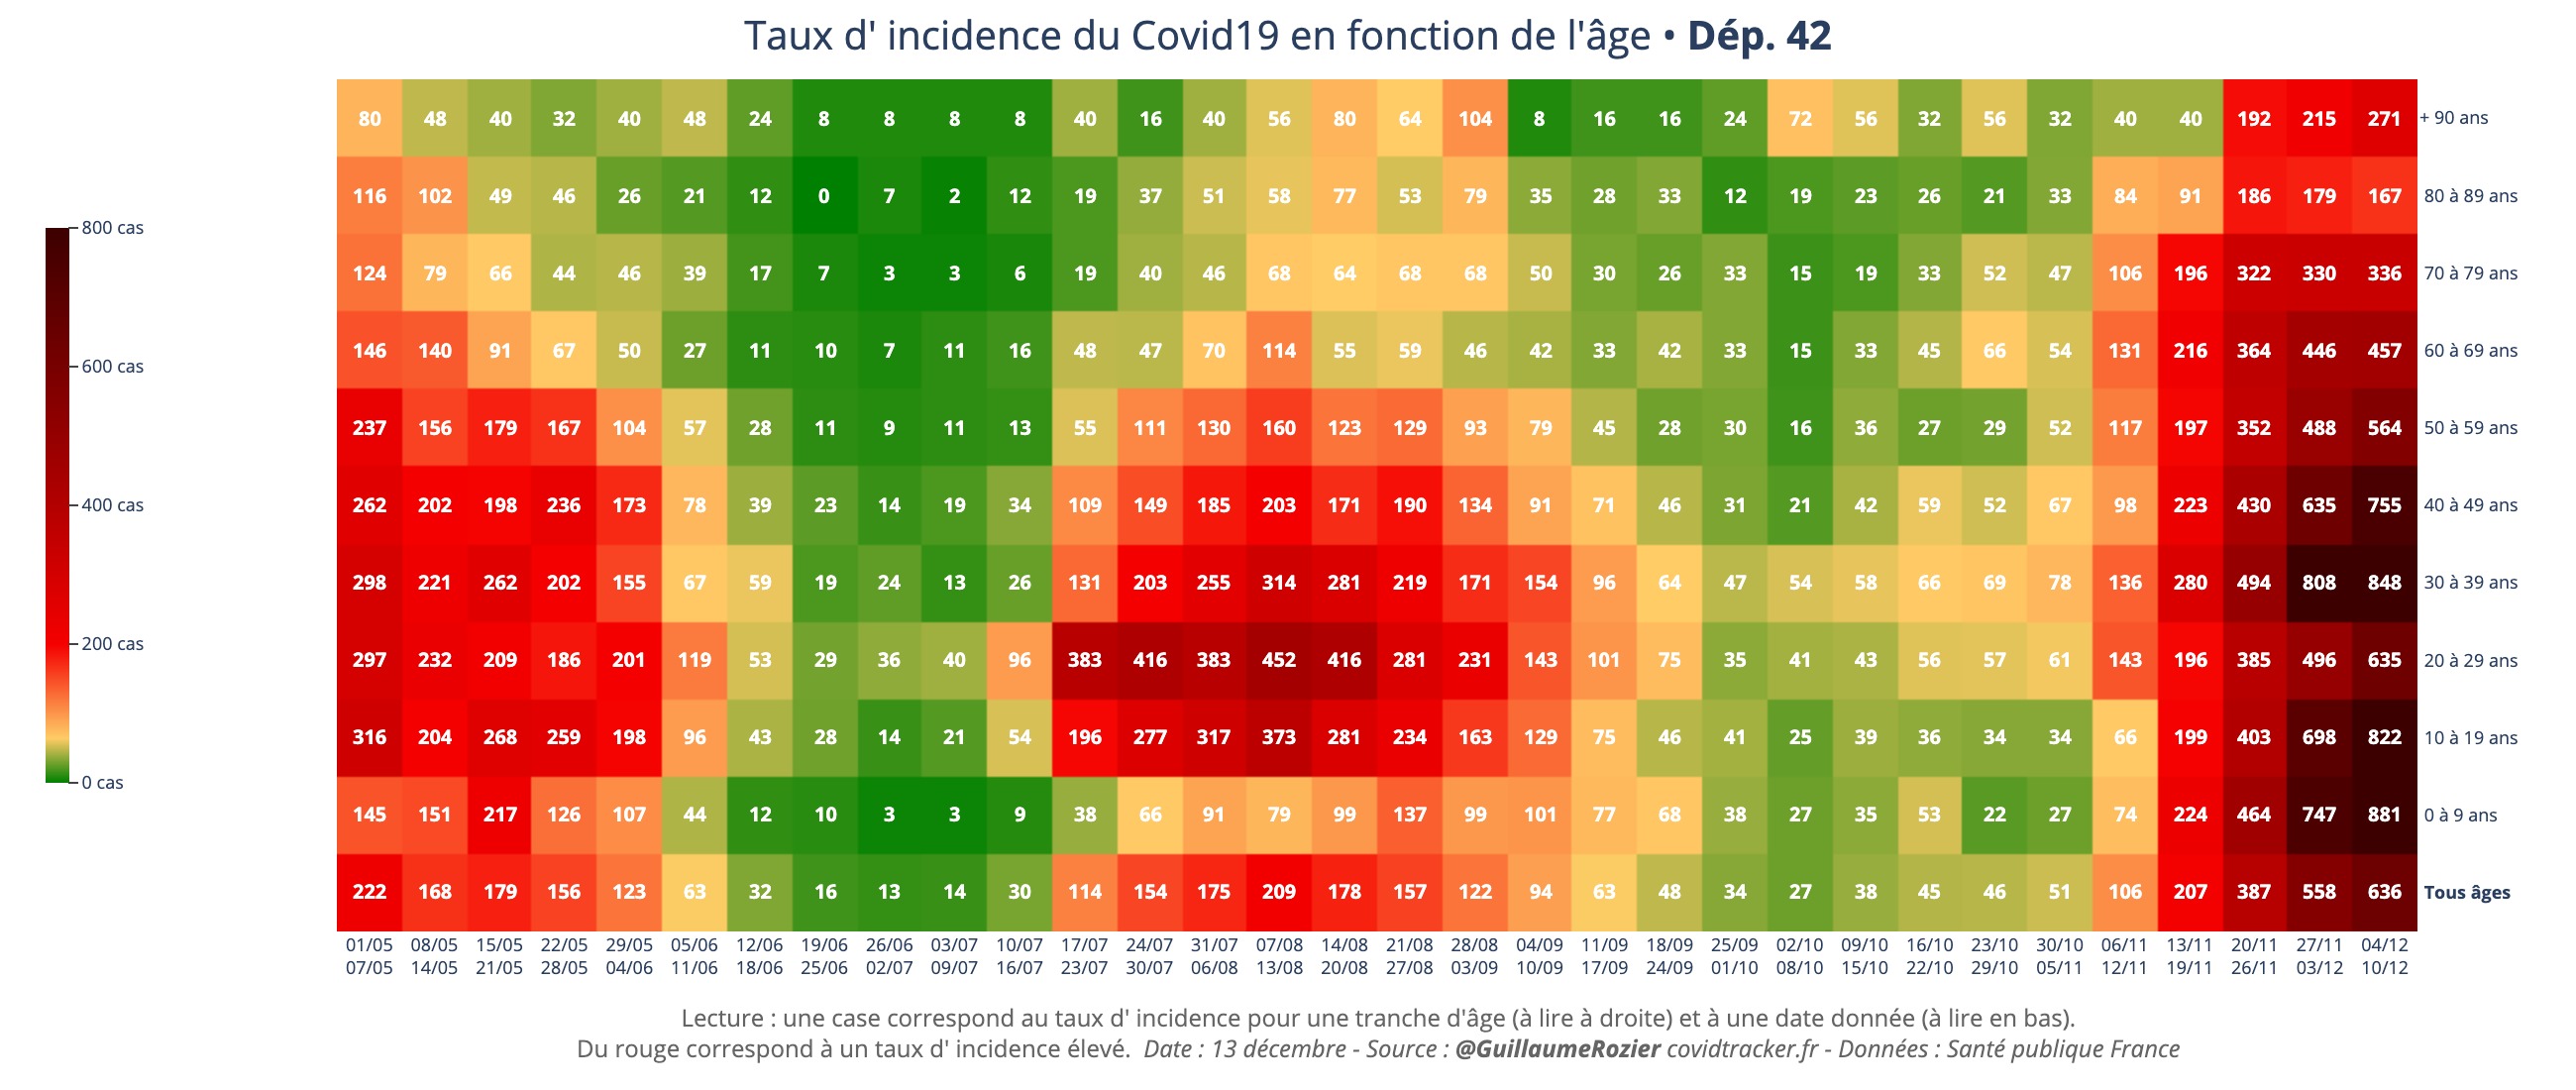 Taux d' incidence du Covid19 en fonction de l'âge • Dép. 42
80 48 40 32 40 48 24 8 8 8 8 40 16 40 56 80 64 104 8 16 16 24 72 56 32 56 32 40 40 192 215 271 + 90 ans
116 102 49 46 26 21 12 0 7 2 12 19 37 51 58 77 53 79 35 28 33 12 19 23 26 21 33 84 91 186 179 167 80 à 89 ans
800 cas
124 79 66 44 46 39 17 7 3 3 6 19 40 46 68 64 68 68 50 30 26 33 15 19 33 52 47 106 196 322 330 336 70 à 79 ans
146 140 91 67 50 27 11 10 7 11 16 48 47 70 114 55 59 46 42 33 42 33 15 33 45 66 54 131 216 364 446 457 60 à 69 ans
600 cas
237 156 179 167 104 57 28 11 9 11 13 55 111 130 160 123 129 93 79 45 28 30 16 36 27 29 52 117 197 352 488 564 50 à 59 ans
400 cas
262 202 198 236 173 78 39 23 14 19 34 109 149 185 203 171 190 134 91 71 46 31 21 42 59 52 67 98 223 430 635 755 40 à 49 ans
298 221 262 202 155 67 59 19 24 13 26 131 203 255 314 281 219 171 154 96 64 47 54 58 66 69 78 136 280 494 808 848 30 à 39 ans
200 cas
297 232 209 186 201 119 53 29 36 40 96 383 416 383 452 416 281 231 143 101 75 35 41 43 56 57 61 143 196 385 496 635 20 à 29 ans
316 204 268 259 198 96 43 28 14 21 54 196 277 317 373 281 234 163 129 75 46 41 25 39 36 34 34 66 199 403 698 822 10 à 19 ans
0 cas
145 151 217 126 107 44 12 10 3 3 9 38 66 91 79 99 137 99 101 77 68 38 27 35 53 22 27 74 224 464 747 881 0 à 9 ans
222 168 179 156 123 63 32 16 13 14 30 114 154 175 209 178 157 122 94 63 48 34 27 38 45 46 51 106 207 387 558 636 Tous âges
01/05 08/05 15/05 22/05 29/05 05/06 12/06 19/06 26/06 03/07 10/07 17/07 24/07 31/07 07/08 14/08 21/08 28/08 04/09 11/09 18/09 25/09 02/10 09/10 16/10 23/10 30/10 06/11 13/11 20/11 27/11 04/12
07/05 14/05 21/05 28/05 04/06 11/06 18/06 25/06 02/07 09/07 16/07 23/07 30/07 06/08 13/08 20/08 27/08 03/09 10/09 17/09 24/09 01/10 08/10 15/10 22/10 29/10 05/11 12/11 19/11 26/11 03/12 10/12
Lecture : une case correspond au taux d' incidence pour une tranche d'âge (à lire à droite) et à une date donnée (à lire en bas).
Du rouge correspond à un taux d' incidence élevé. Date : 13 décembre - Source : @GuillaumeRozier covidtracker.fr - Données : Santé publique France